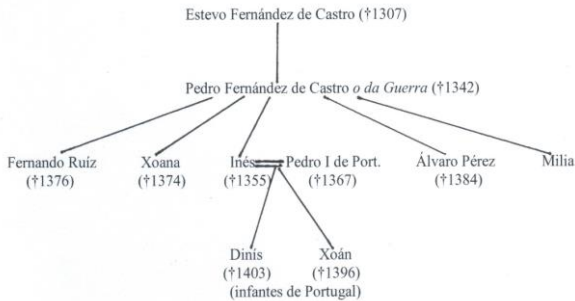 Estevo Fernández de Castro (†1307)
Pedro Fernández de Castro o da Guerra (†1342)
Fernando Ruíz Xoana Inés Pedro I de Port. Álvaro Pérez Milia
(†1376) (†1374) (†1355) (†1367) (†1384)
Dinís Xoán
(†1403) (†1396)
(infantes de Portugal)